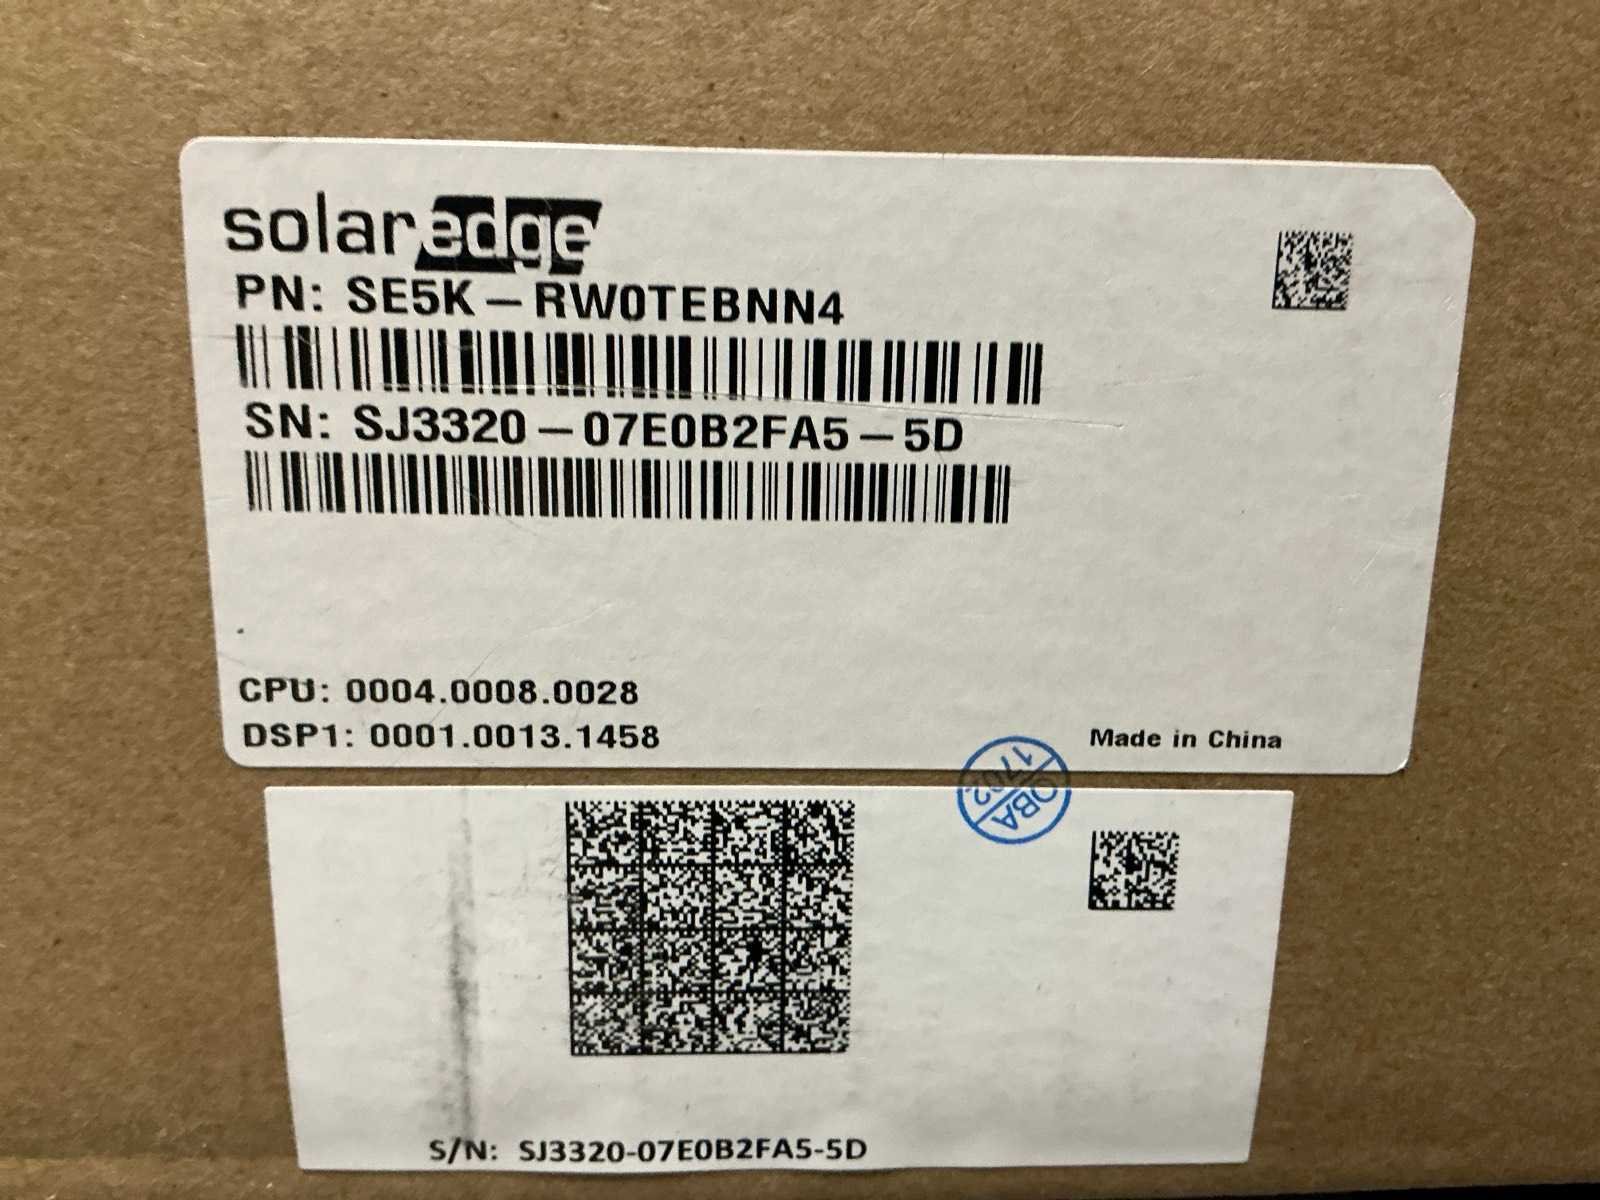 solaredge
PN: SE5K-RW0TEBNN4
SN: SJ3320-07E0B2FA5-5D
CPU: 0004.0008.0028
DSP1: 0001.0013.1458
Made in China
OBA
1702
S/N: SJ3320-07E0B2FA5-5D